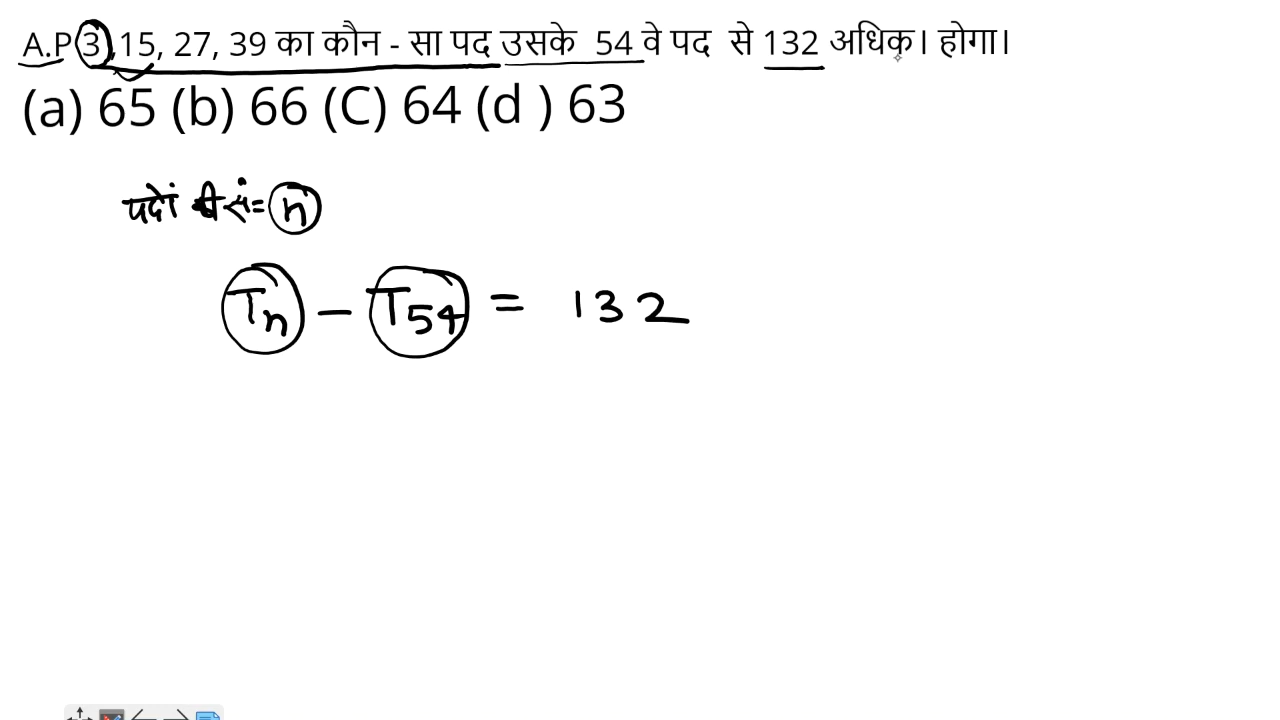 A.P 3, 15, 27, 39 का कौन - सा पद उसके 54 वे पद से 132 अधिक। होगा।
(a) 65 (b) 66 (C) 64 (d ) 63
पदों की सं = n
Tn - T54 = 132